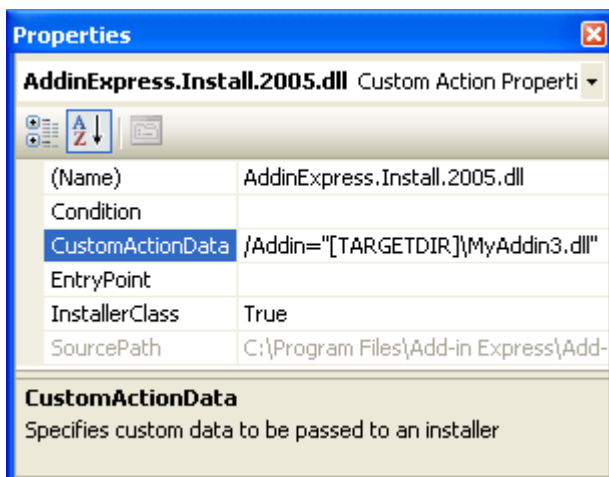 Properties
AddinExpress.Install.2005.dll Custom Action Properti
A
Z
(Name) AddinExpress.Install.2005.dll
Condition
CustomActionData /Addin="[TARGETDIR]\MyAddin3.dll"
EntryPoint
InstallerClass True
SourcePath C:\Program Files\Add-in Express\Add-
CustomActionData
Specifies custom data to be passed to an installer